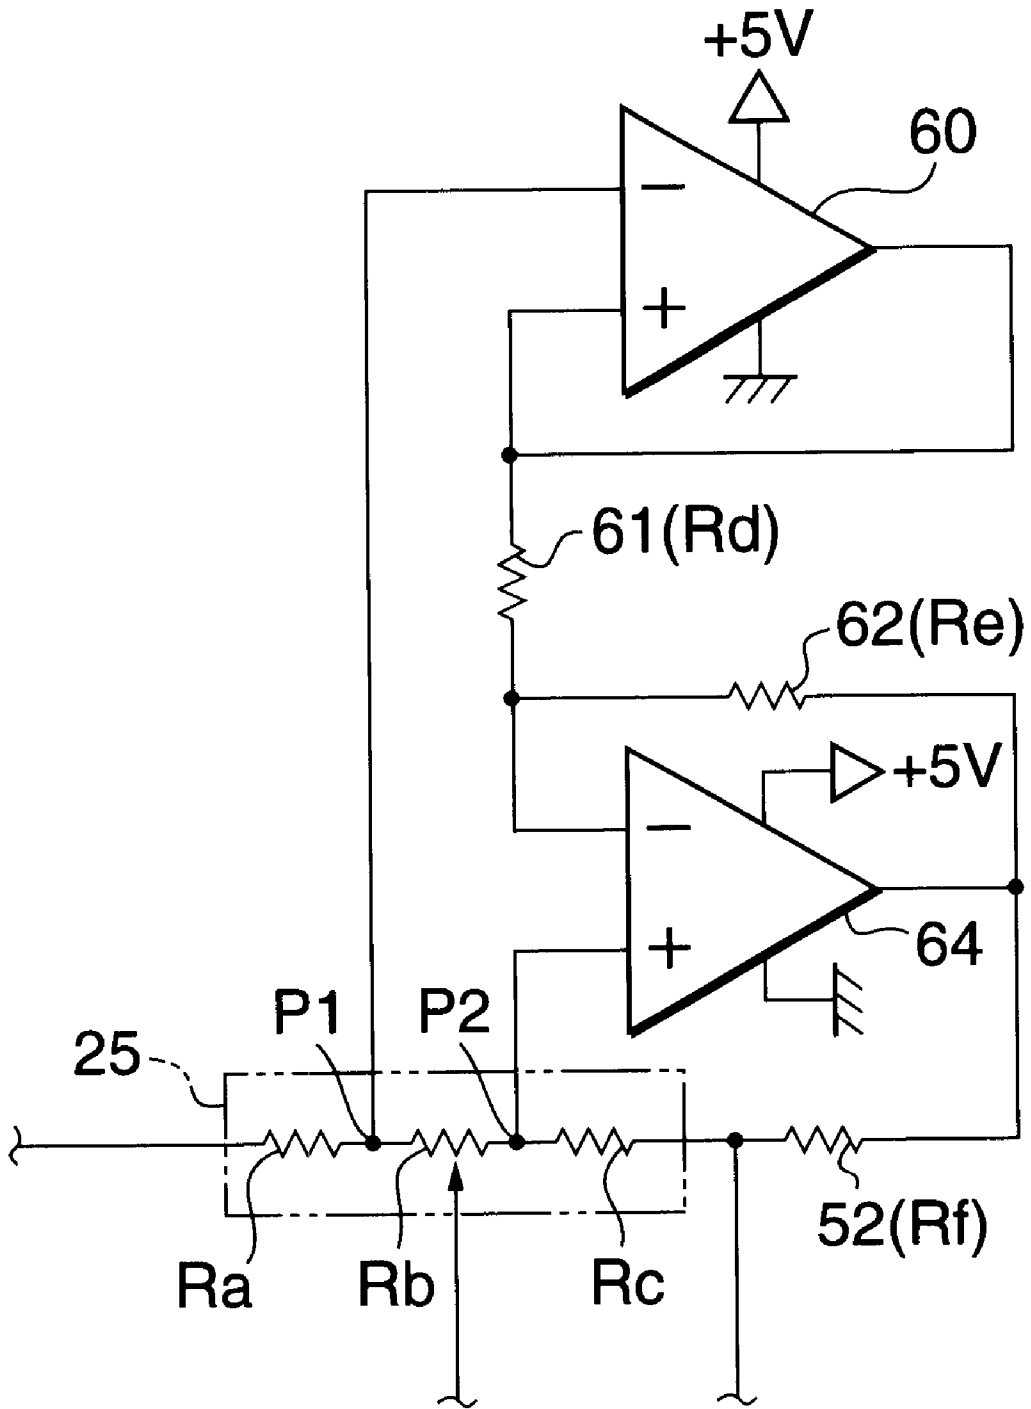 +5V
60
−
+
61(Rd)
62(Re)
+5V
−
+
64
P1
P2
25
52(Rf)
Ra
Rb
Rc